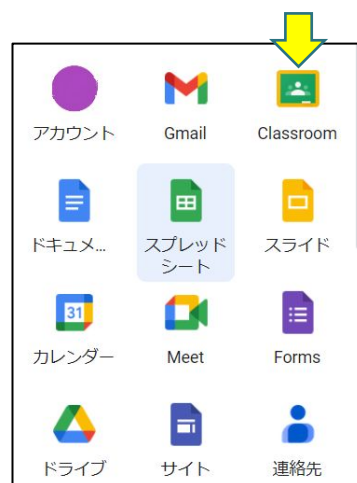 アカウント Gmail Classroom
ドキュメ... スプレッド スライド
シート
31
カレンダー Meet Forms
ドライブ サイト 連絡先